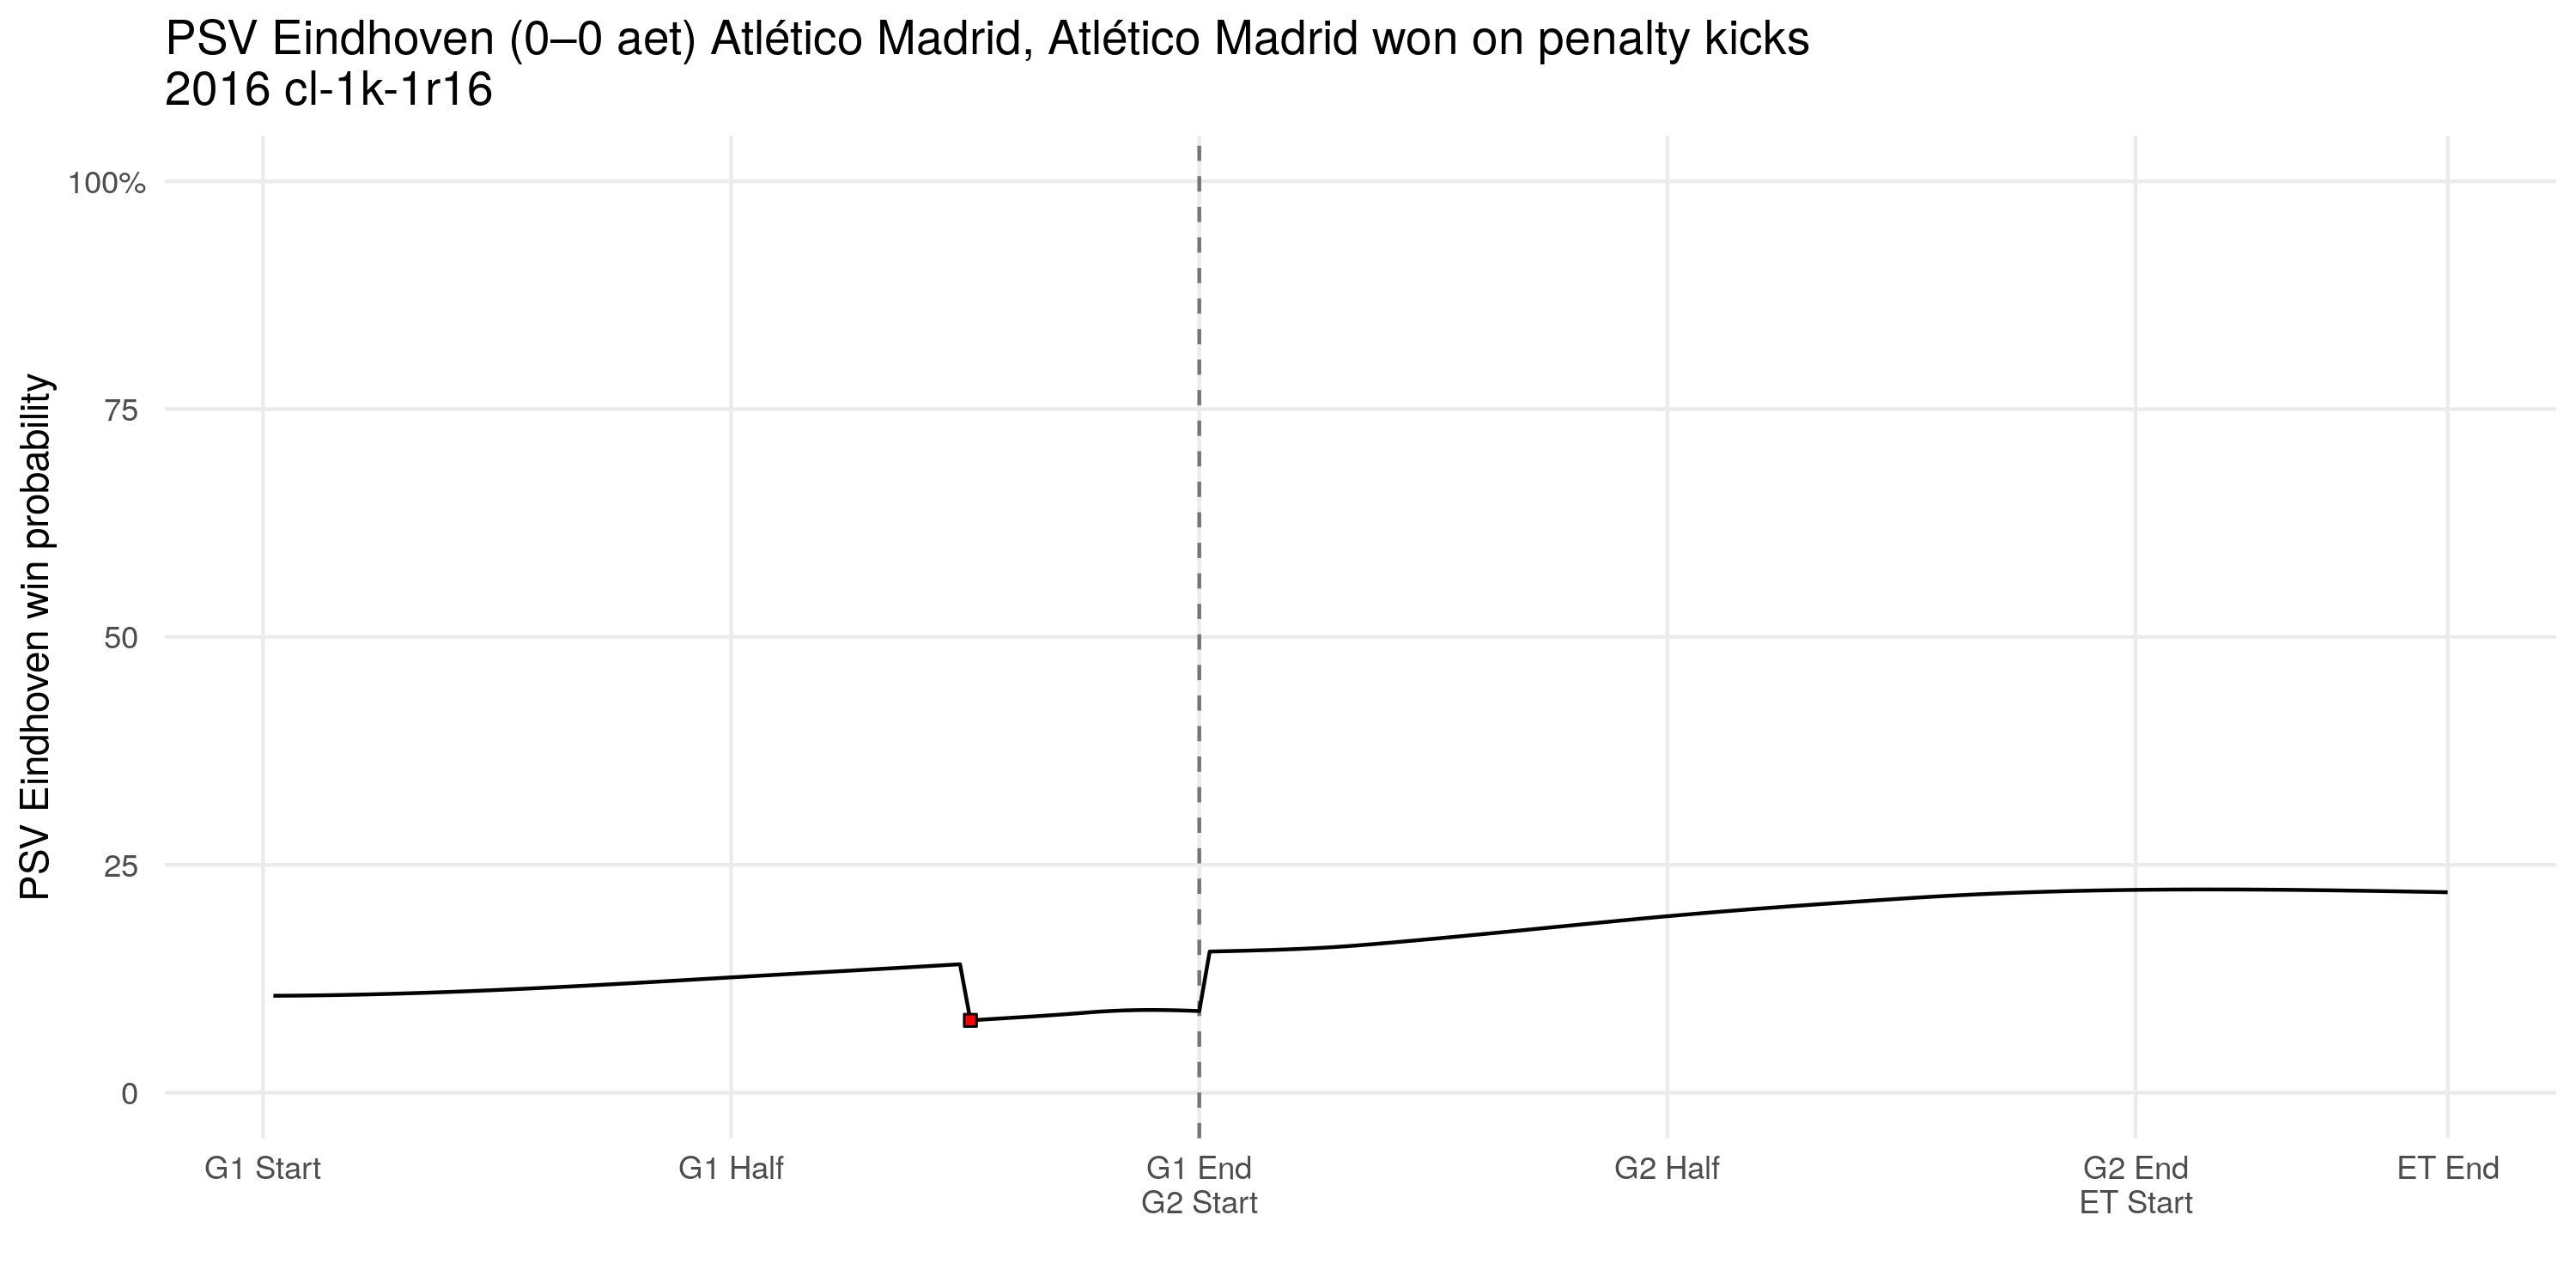 PSV Eindhoven (0–0 aet) Atlético Madrid, Atlético Madrid won on penalty kicks
2016 cl-1k-1r16
PSV Eindhoven win probability
100%
75
50
25
0
G1 Start
G1 Half
G1 End
G2 Start
G2 Half
G2 End
ET Start
ET End